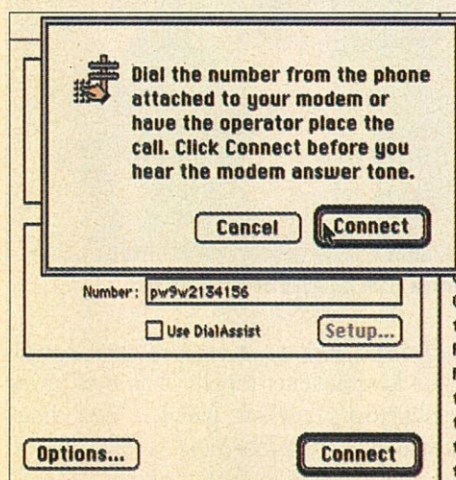 Dial the number from the phone
attached to your modem or
have the operator place the
call. Click Connect before you
hear the modem answer tone.
Cancel
Connect
Number:
pw9w2134156
Use DialAssist
Setup...
Options...
Connect